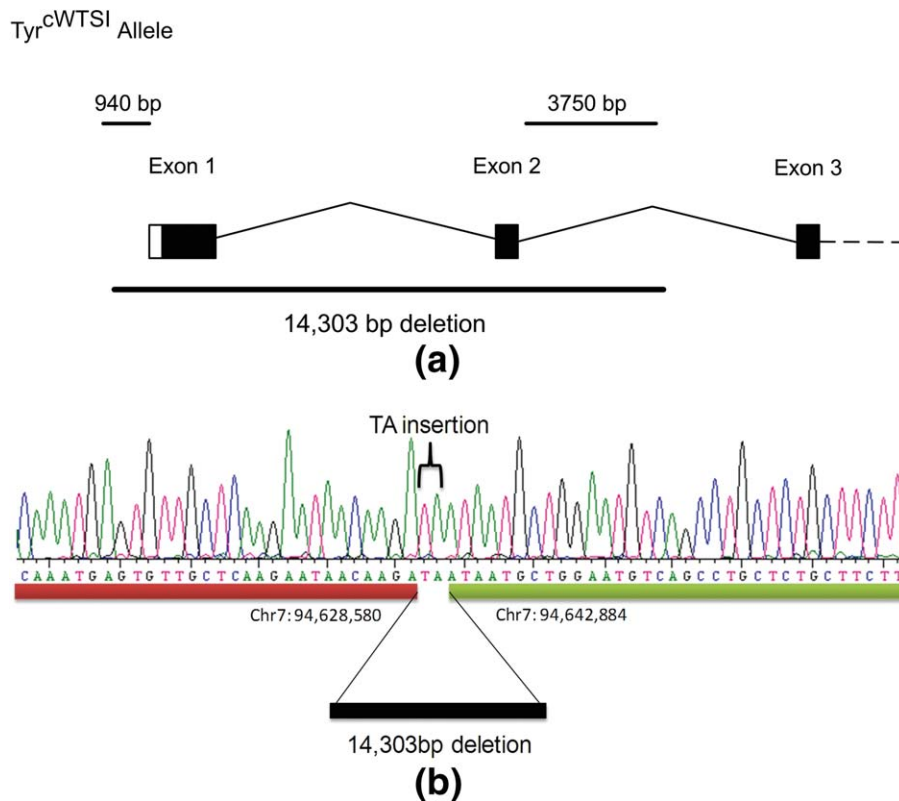 Tyr^cWTSI Allele
940 bp 3750 bp
Exon 1 Exon 2 Exon 3
14,303 bp deletion
(a)
TA insertion
CAAATGAGTGTTGCTCAAGAATAACAAGATAATAATGCTGGAATGTCAGCCTGCTCTGCTTCTT
Chr7: 94,628,580 Chr7: 94,642,884
14,303bp deletion
(b)